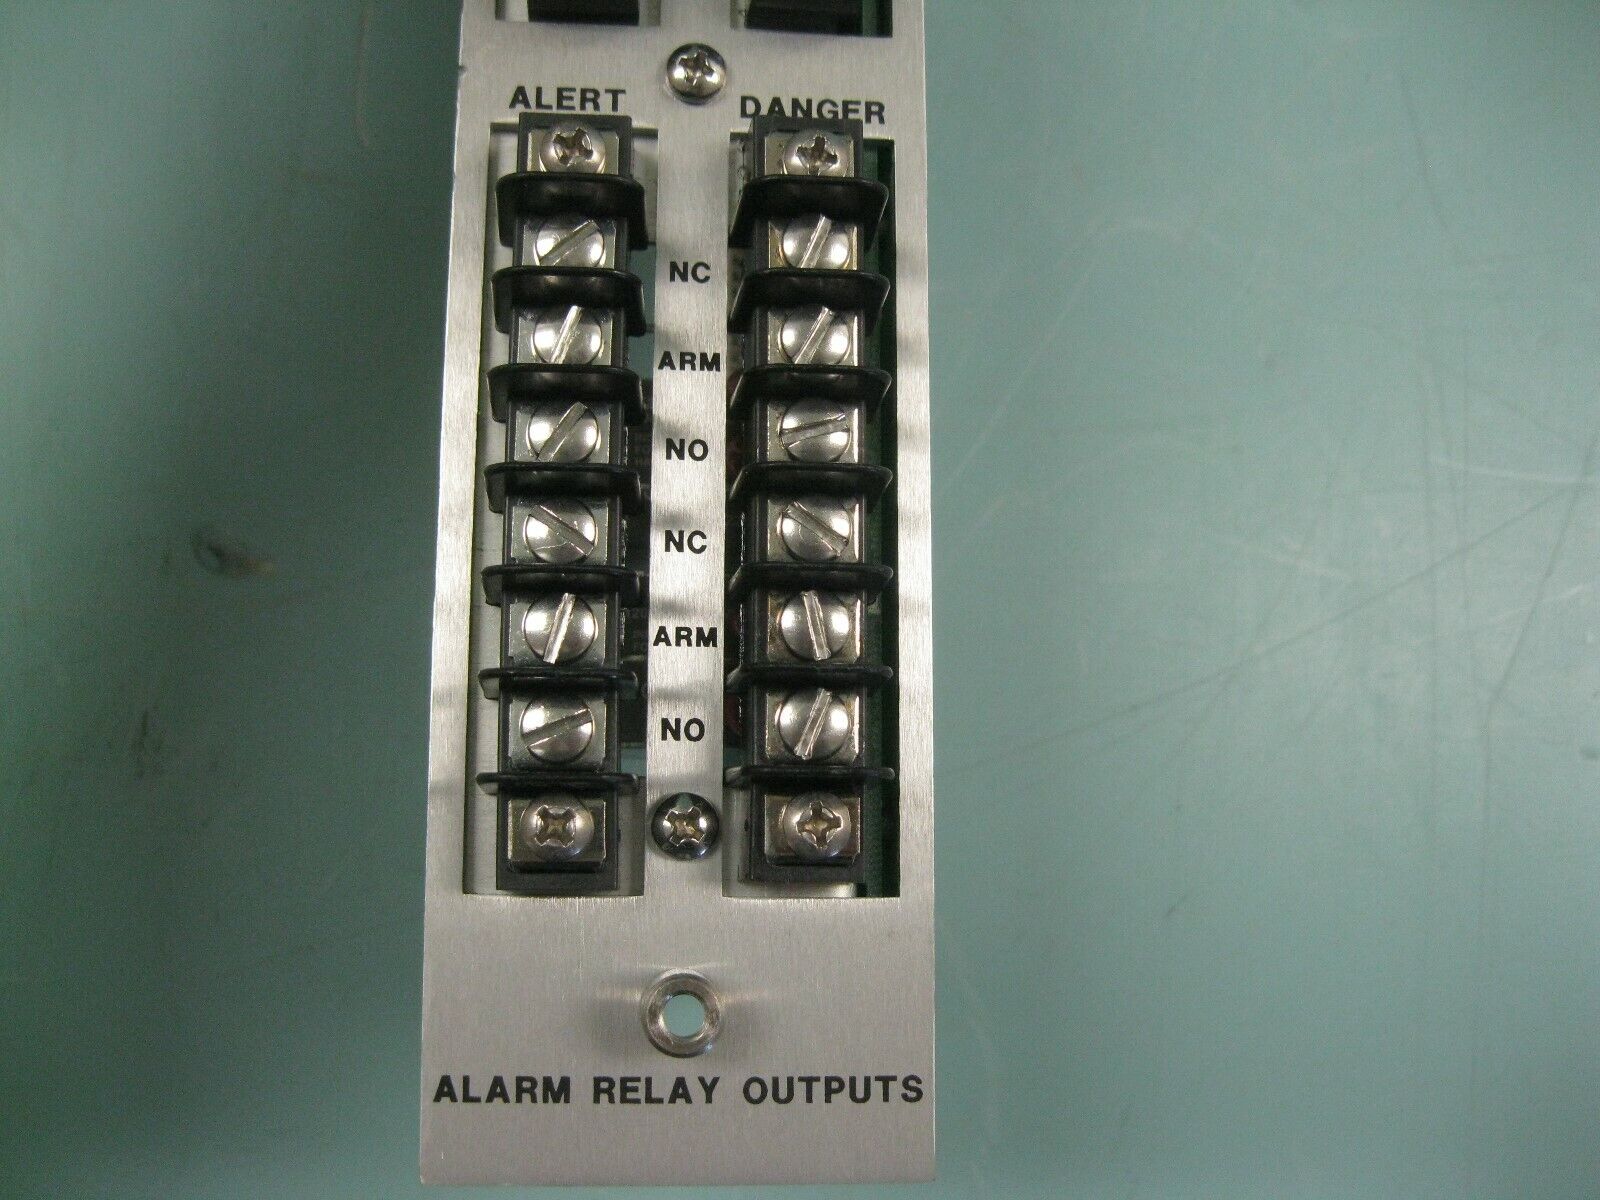 ALERT DANGER
NC
ARM
NO
NC
ARM
NO
ALARM RELAY OUTPUTS